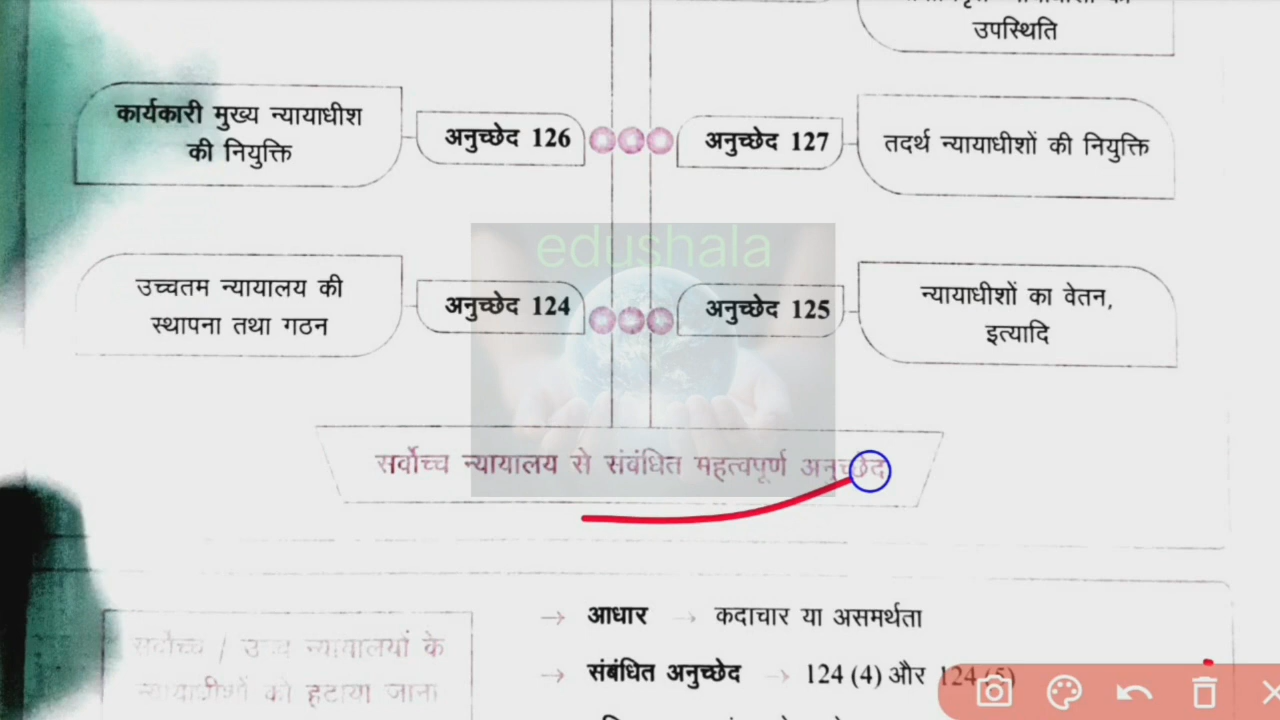 उपस्थिति
कार्यकारी मुख्य न्यायाधीश
की नियुक्ति
अनुच्छेद 126
अनुच्छेद 127
तदर्थ न्यायाधीशों की नियुक्ति
edushala
उच्चतम न्यायालय की
स्थापना तथा गठन
अनुच्छेद 124
अनुच्छेद 125
न्यायाधीशों का वेतन,
इत्यादि
सर्वोच्च न्यायालय से संबंधित महत्वपूर्ण अनुच्छेद
→ आधार → कदाचार या असमर्थता
सर्वोच्च / उच्च न्यायालयों के
न्यायाधीशों को हटाया जाना
→ संबंधित अनुच्छेद → 124 (4) और 124 (5)